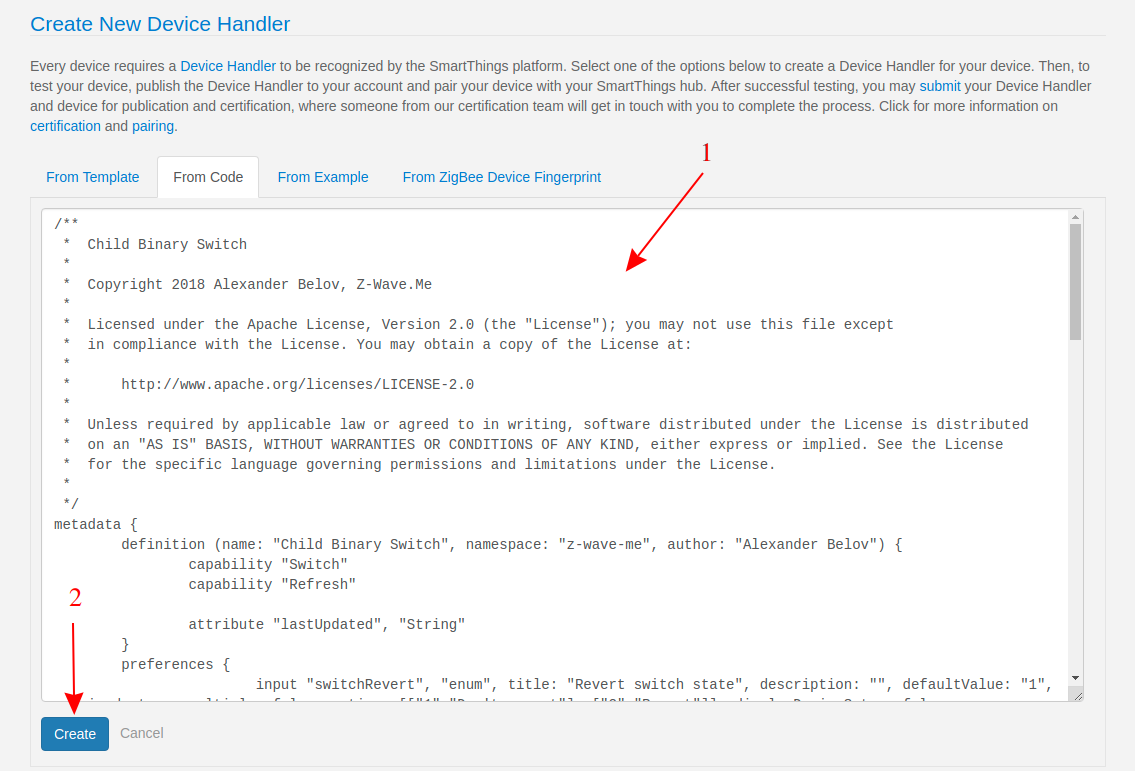 Create New Device Handler
Every device requires a Device Handler to be recognized by the SmartThings platform. Select one of the options below to create a Device Handler for your device. Then, to
test your device, publish the Device Handler to your account and pair your device with your SmartThings hub. After successful testing, you may submit your Device Handler
and device for publication and certification, where someone from our certification team will get in touch with you to complete the process. Click for more information on
certification and pairing.
1
From Template From Code From Example From ZigBee Device Fingerprint
/**
* Child Binary Switch
*
* Copyright 2018 Alexander Belov, Z-Wave.Me
*
* Licensed under the Apache License, Version 2.0 (the "License"); you may not use this file except
* in compliance with the License. You may obtain a copy of the License at:
*
* http://www.apache.org/licenses/LICENSE-2.0
*
* Unless required by applicable law or agreed to in writing, software distributed under the License is distributed
* on an "AS IS" BASIS, WITHOUT WARRANTIES OR CONDITIONS OF ANY KIND, either express or implied. See the License
* for the specific language governing permissions and limitations under the License.
*
*/
metadata {
definition (name: "Child Binary Switch", namespace: "z-wave-me", author: "Alexander Belov") {
capability "Switch"
capability "Refresh"
2
attribute "lastUpdated", "String"
}
preferences {
input "switchRevert", "enum", title: "Revert switch state", description: "", defaultValue: "1",
Create Cancel